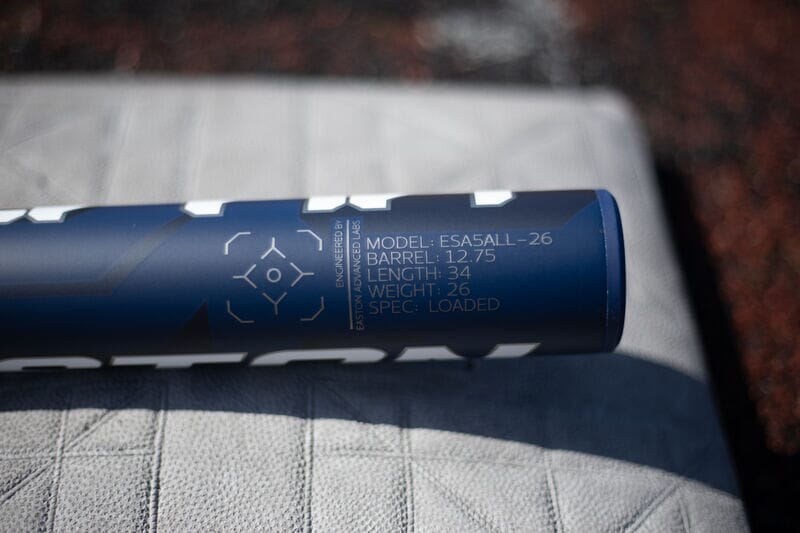 ENGINEERED BY
EASTON ADVANCED LABS
MODEL: ESA5ALL-26
BARREL: 12.75
LENGTH: 34
WEIGHT: 26
SPEC: LOADED